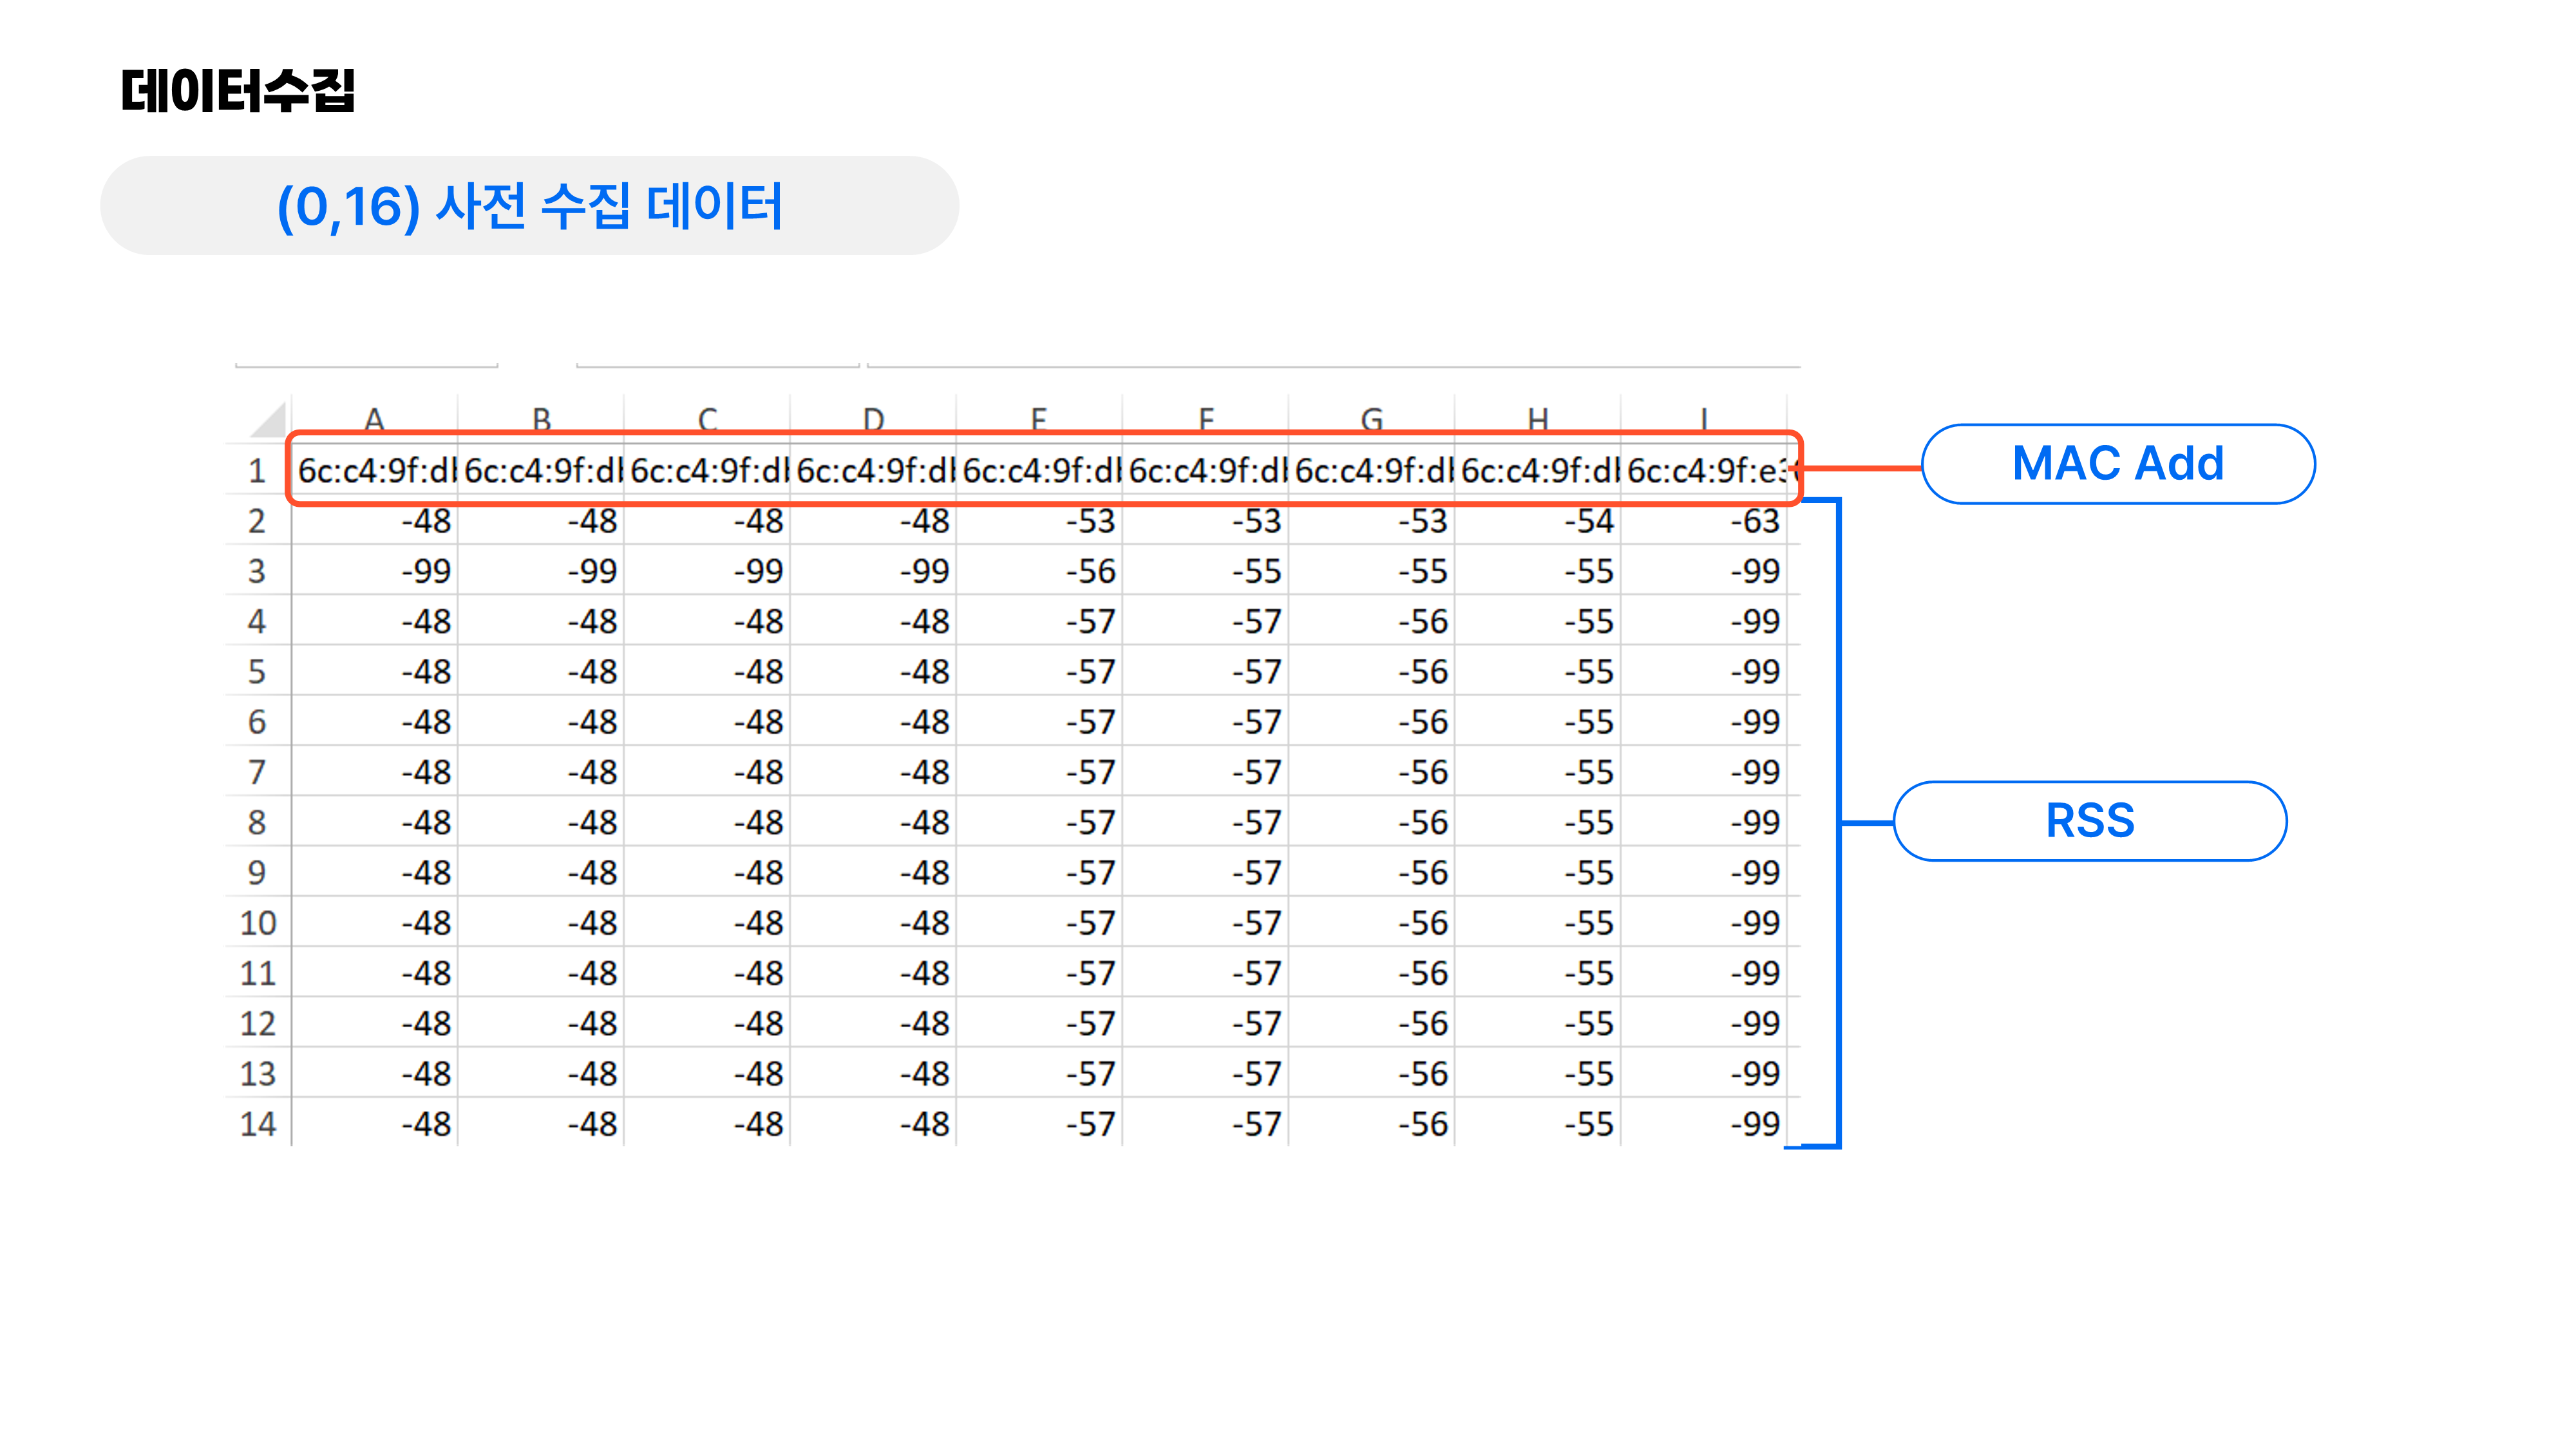 데이터수집
(0,16) 사전 수집 데이터
A B C D E F G H I
1 6c:c4:9f:db 6c:c4:9f:db 6c:c4:9f:db 6c:c4:9f:db 6c:c4:9f:db 6c:c4:9f:db 6c:c4:9f:db 6c:c4:9f:db 6c:c4:9f:e3 MAC Add
2 -48 -48 -48 -48 -53 -53 -53 -54 -63
3 -99 -99 -99 -99 -56 -55 -55 -55 -99
4 -48 -48 -48 -48 -57 -57 -56 -55 -99
5 -48 -48 -48 -48 -57 -57 -56 -55 -99
6 -48 -48 -48 -48 -57 -57 -56 -55 -99
7 -48 -48 -48 -48 -57 -57 -56 -55 -99
8 -48 -48 -48 -48 -57 -57 -56 -55 -99 RSS
9 -48 -48 -48 -48 -57 -57 -56 -55 -99
10 -48 -48 -48 -48 -57 -57 -56 -55 -99
11 -48 -48 -48 -48 -57 -57 -56 -55 -99
12 -48 -48 -48 -48 -57 -57 -56 -55 -99
13 -48 -48 -48 -48 -57 -57 -56 -55 -99
14 -48 -48 -48 -48 -57 -57 -56 -55 -99